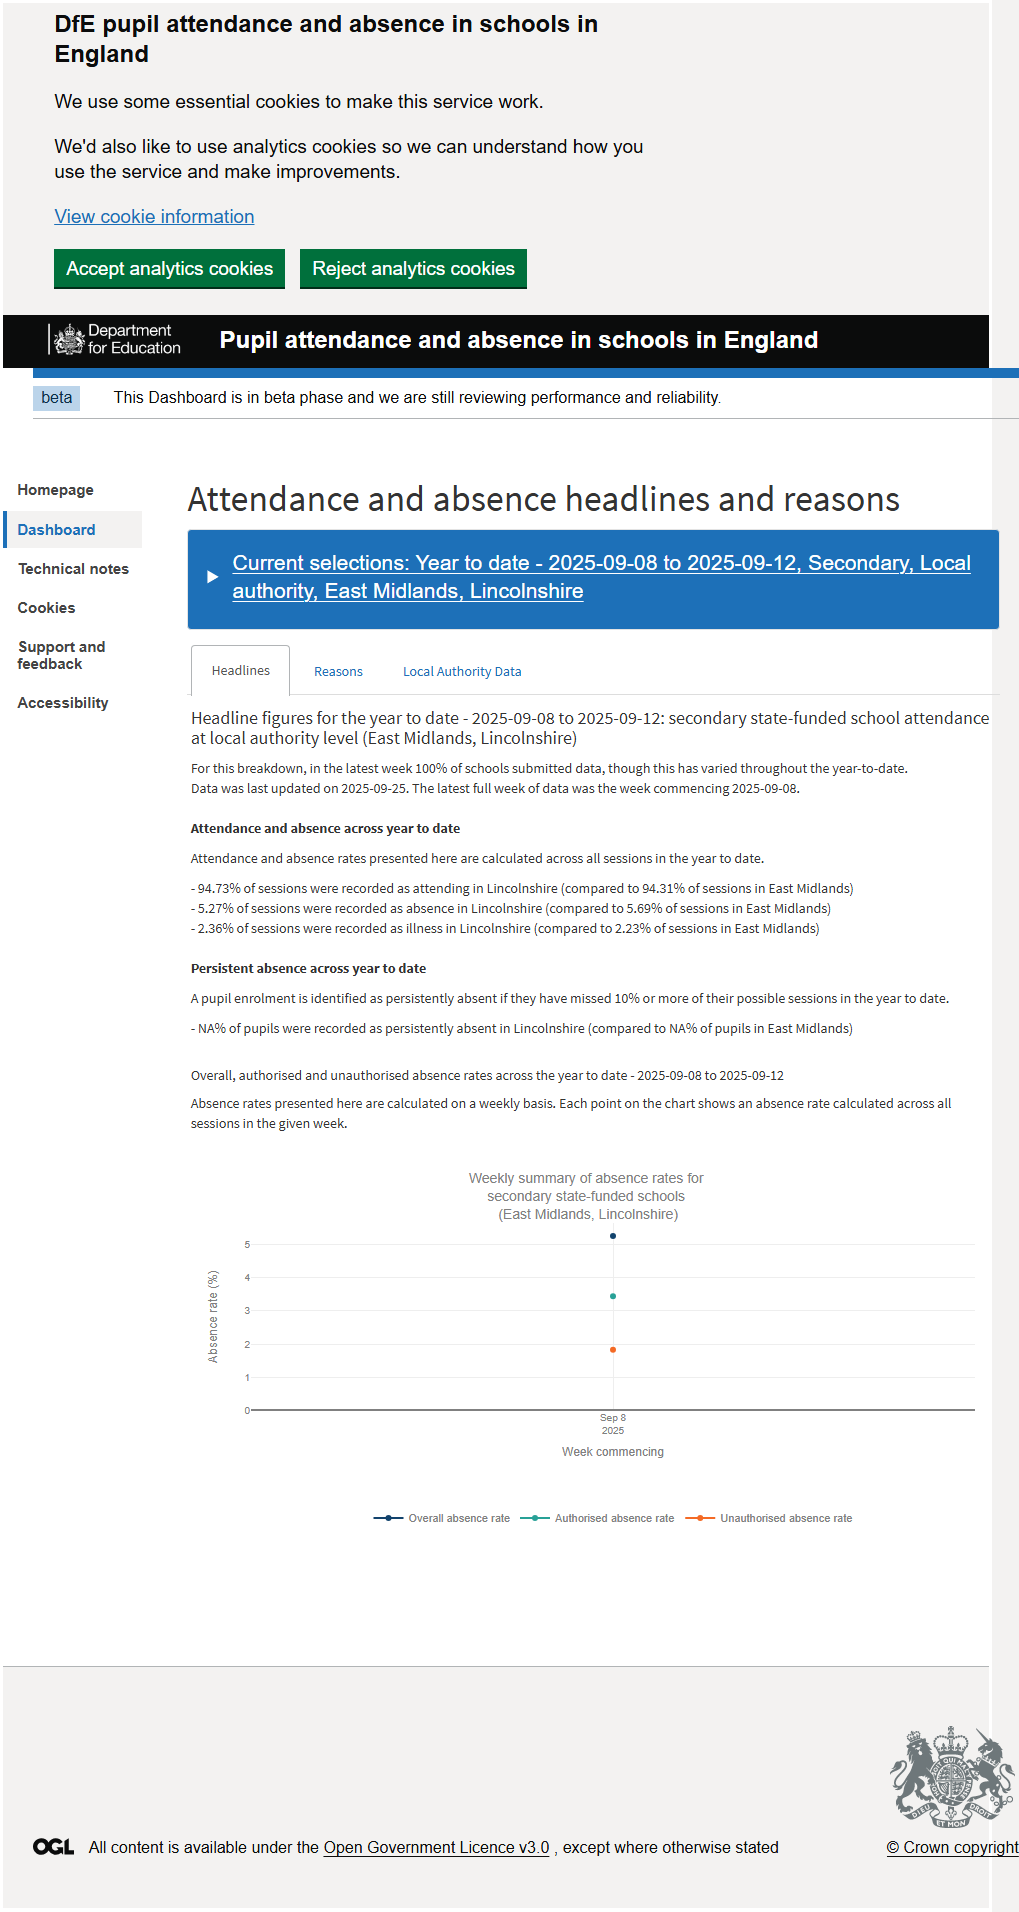 DfE pupil attendance and absence in schools in
England
We use some essential cookies to make this service work.
We'd also like to use analytics cookies so we can understand how you
use the service and make improvements.
View cookie information
Accept analytics cookies
Reject analytics cookies
Department
for Education
Pupil attendance and absence in schools in England
beta
This Dashboard is in beta phase and we are still reviewing performance and reliability.
Homepage
Dashboard
Technical notes
Cookies
Support and
feedback
Accessibility
Attendance and absence headlines and reasons
Current selections: Year to date - 2025-09-08 to 2025-09-12, Secondary, Local
authority, East Midlands, Lincolnshire
Headlines
Reasons
Local Authority Data
Headline figures for the year to date - 2025-09-08 to 2025-09-12: secondary state-funded school attendance
at local authority level (East Midlands, Lincolnshire)
For this breakdown, in the latest week 100% of schools submitted data, though this has varied throughout the year-to-date.
Data was last updated on 2025-09-25. The latest full week of data was the week commencing 2025-09-08.
Attendance and absence across year to date
Attendance and absence rates presented here are calculated across all sessions in the year to date.
- 94.73% of sessions were recorded as attending in Lincolnshire (compared to 94.31% of sessions in East Midlands)
- 5.27% of sessions were recorded as absence in Lincolnshire (compared to 5.69% of sessions in East Midlands)
- 2.36% of sessions were recorded as illness in Lincolnshire (compared to 2.23% of sessions in East Midlands)
Persistent absence across year to date
A pupil enrolment is identified as persistently absent if they have missed 10% or more of their possible sessions in the year to date.
- NA% of pupils were recorded as persistently absent in Lincolnshire (compared to NA% of pupils in East Midlands)
Overall, authorised and unauthorised absence rates across the year to date - 2025-09-08 to 2025-09-12
Absence rates presented here are calculated on a weekly basis. Each point on the chart shows an absence rate calculated across all
sessions in the given week.
Weekly summary of absence rates for
secondary state-funded schools
(East Midlands, Lincolnshire)
Absence rate (%)
5
4
3
2
1
0
Sep 8
2025
Week commencing
Overall absence rate
Authorised absence rate
Unauthorised absence rate
DIEU ET MON DROIT
OGL
All content is available under the Open Government Licence v3.0 , except where otherwise stated
© Crown copyright